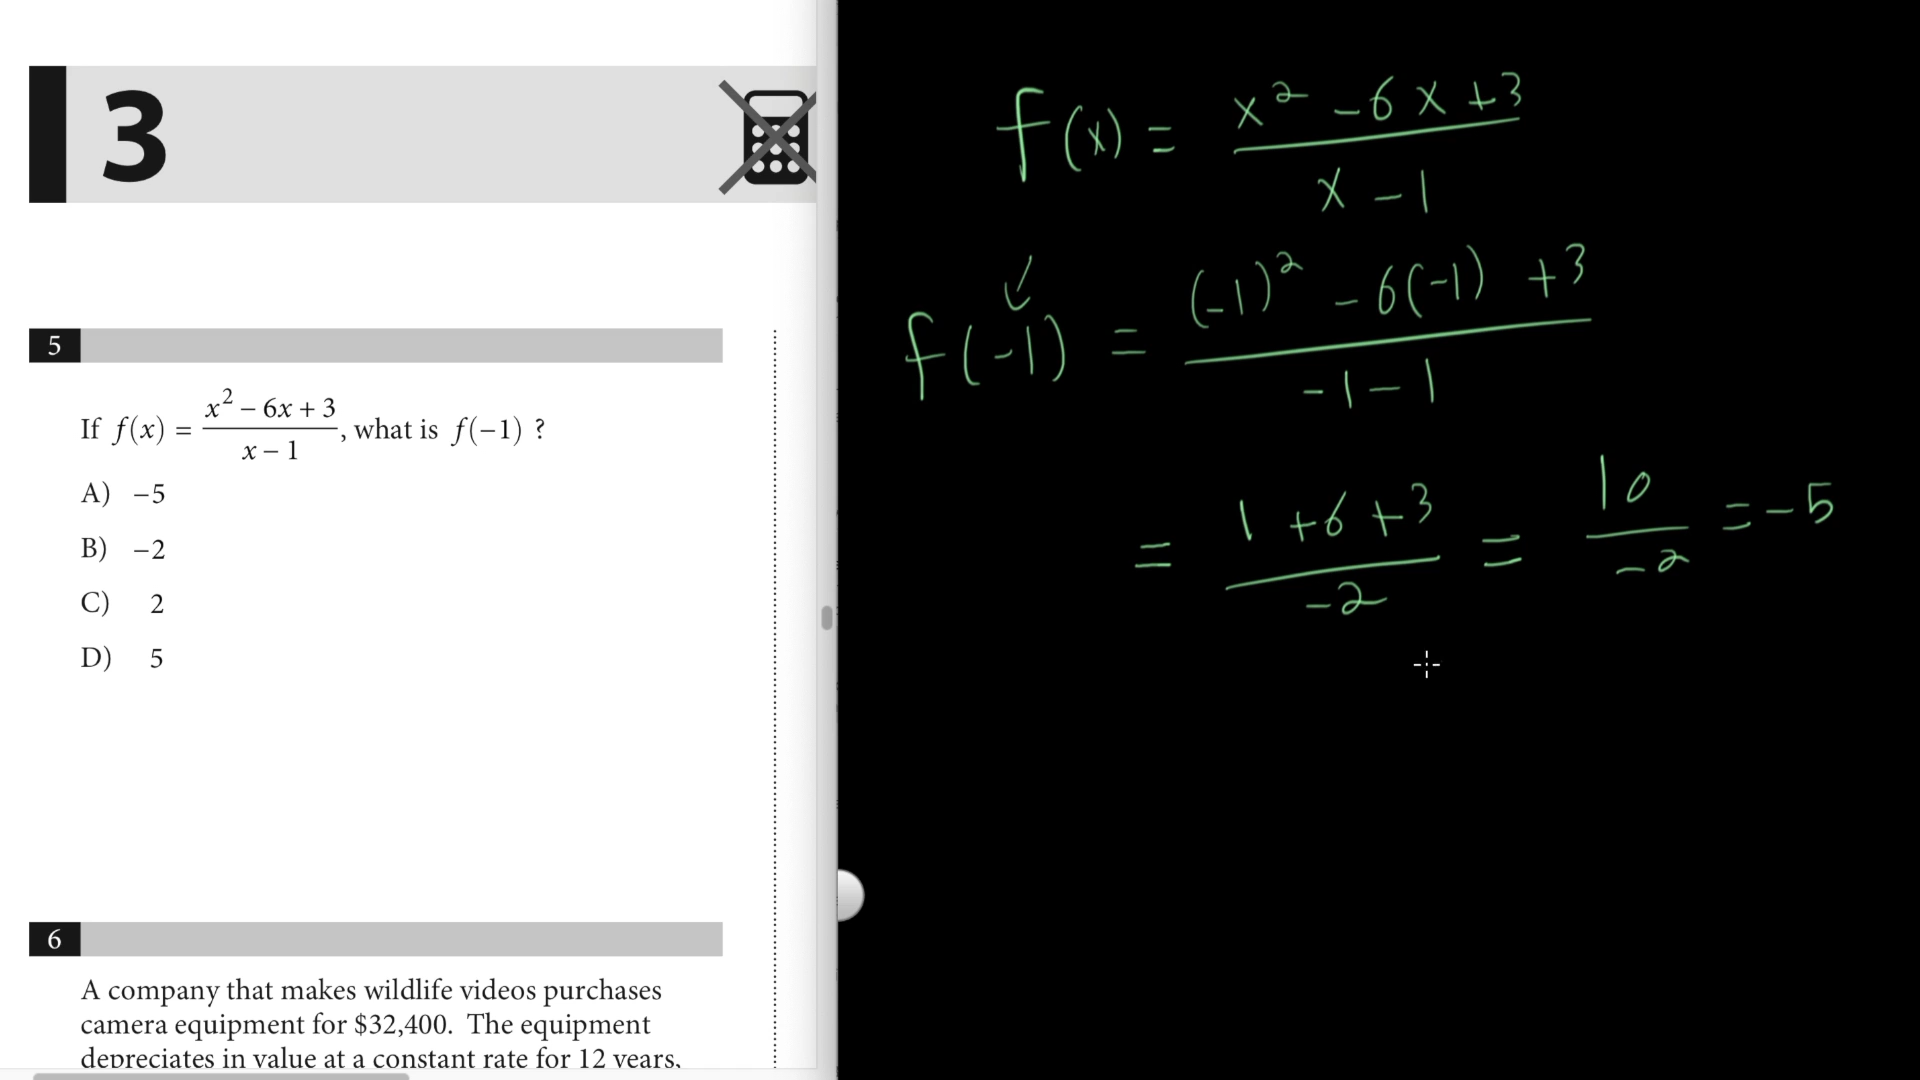 3
5
If f(x) = (x² − 6x + 3)/(x − 1), what is f(−1) ?
A) −5
B) −2
C) 2
D) 5
6
A company that makes wildlife videos purchases
camera equipment for $32,400. The equipment
depreciates in value at a constant rate for 12 years,
f(x) = (x² − 6x + 3)/(x − 1)
f(−1) = ((−1)² − 6(−1) + 3)/(−1 − 1)
= (1 + 6 + 3)/(−2) = 10/(−2) = −5